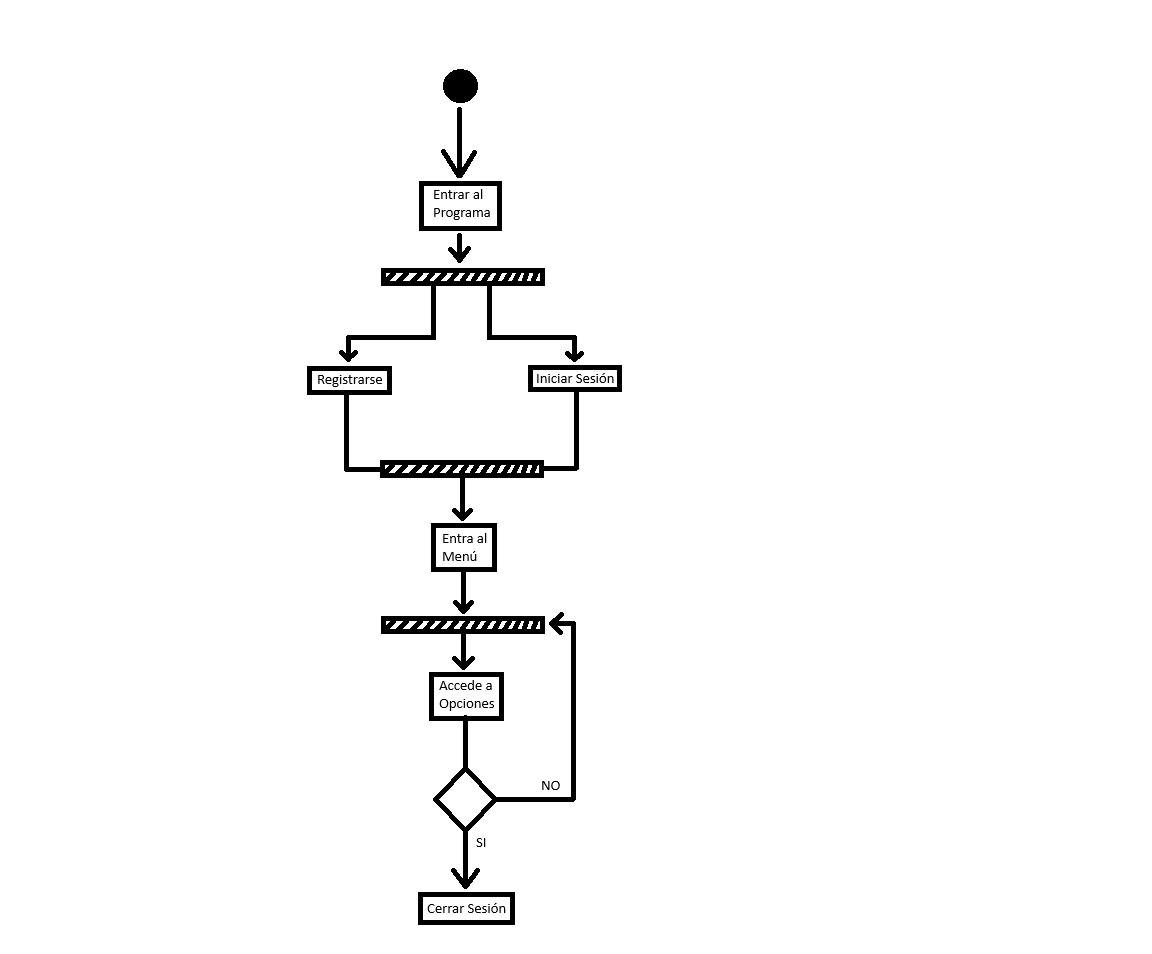 Entrar al
Programa
Registrarse
Iniciar Sesión
Entra al
Menú
Accede a
Opciones
NO
SI
Cerrar Sesión